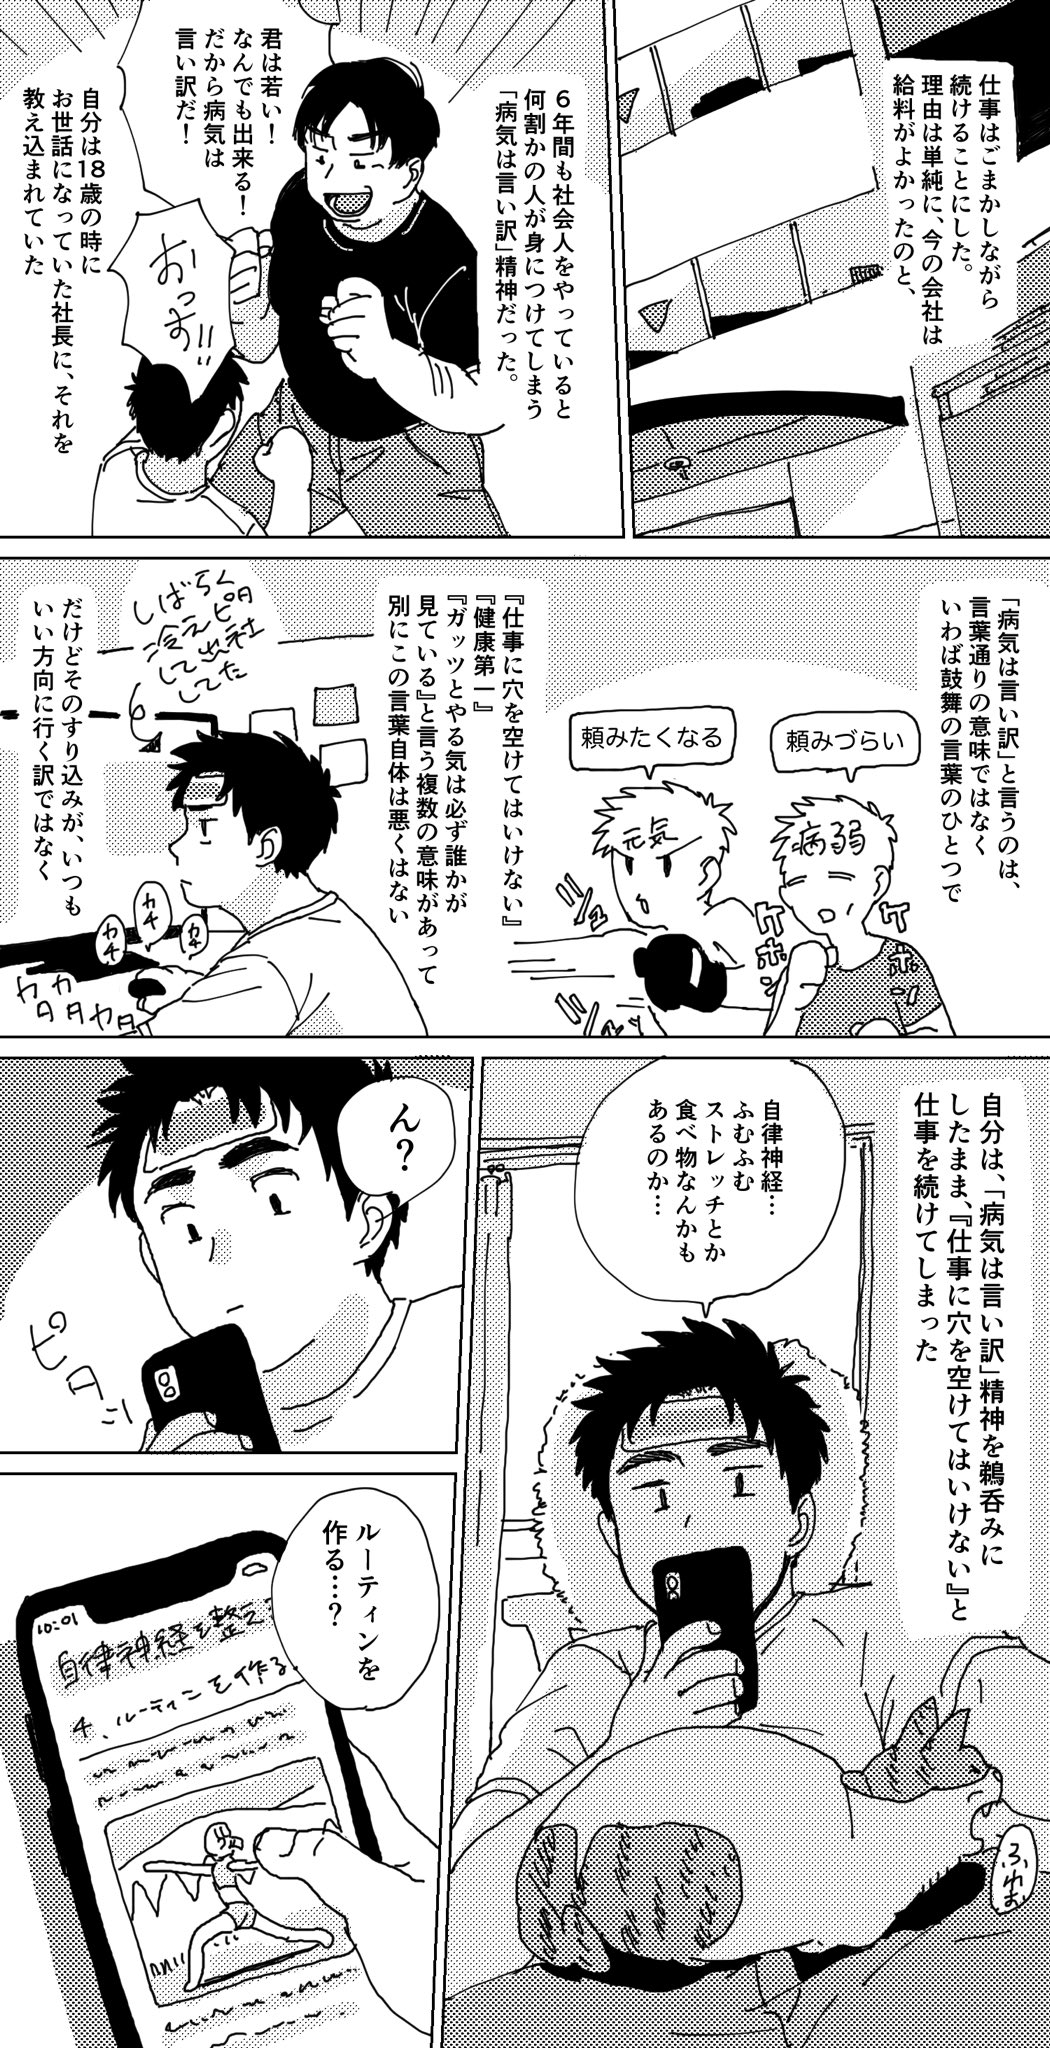 仕事はごまかしながら
続けることにした。
理由は単純に、今の会社は
給料がよかったのと、
６年間も社会人をやっていると
何割かの人が身につけてしまう
「病気は言い訳」精神だった。
君は若い！
なんでも出来る！
だから病気は
言い訳だ！
おっお!!
自分は18歳の時に
お世話になっていた社長に、それを
教え込まれていた
「病気は言い訳」と言うのは、
言葉通りの意味ではなく
いわば鼓舞の言葉のひとつで
頼みづらい
病弱
ケホン
ケホン
頼みたくなる
元気
『仕事に穴を空けてはいけない』
『健康第一』
『ガッツとやる気は必ず誰かが
見ている』と言う複数の意味があって
別にこの言葉自体は悪くはない
しばらく
冷えピタ
して出社
してた
カチ
カチ
カチ
カタカタカタ
だけどそのすり込みが、いつも
いい方向に行く訳ではなく
自分は、「病気は言い訳」精神を鵜呑みに
したまま、『仕事に穴を空けてはいけない』と
仕事を続けてしまった
自律神経…
ふむふむ
ストレッチとか
食べ物なんかも
あるのか…
ふわぁ
ん？
ピタッ
ルーティンを
作る…？
10:01
自律神経を整え
4、ルーティンを作る